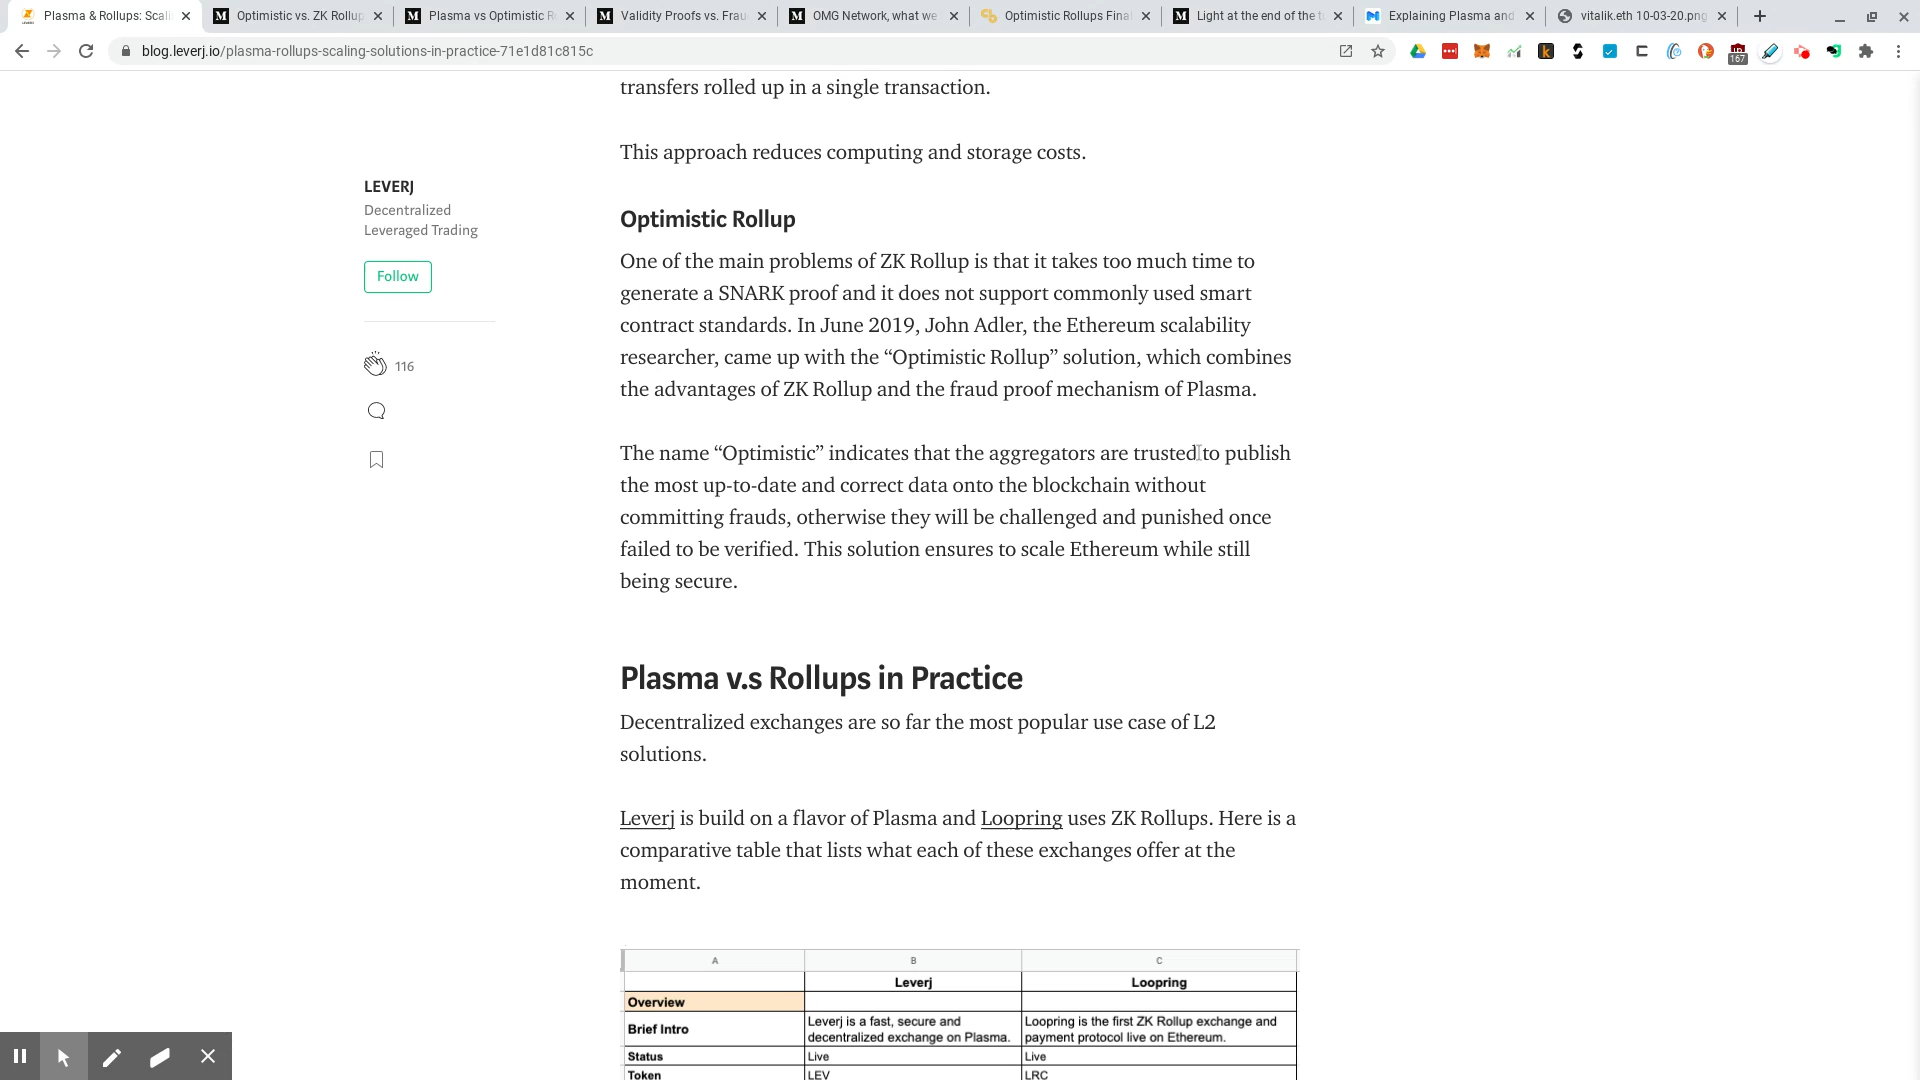 Plasma & Rollups: Scali
Optimistic vs. ZK Rollup
Plasma vs Optimistic R
Validity Proofs vs. Frau
OMG Network, what we
Optimistic Rollups Fina
Light at the end of the t
Explaining Plasma and
vitalik.eth 10-03-20.png
blog.leverj.io/plasma-rollups-scaling-solutions-in-practice-71e1d81c815c
167
transfers rolled up in a single transaction.
This approach reduces computing and storage costs.
LEVERJ
Decentralized
Leveraged Trading
Follow
116
Optimistic Rollup
One of the main problems of ZK Rollup is that it takes too much time to
generate a SNARK proof and it does not support commonly used smart
contract standards. In June 2019, John Adler, the Ethereum scalability
researcher, came up with the “Optimistic Rollup” solution, which combines
the advantages of ZK Rollup and the fraud proof mechanism of Plasma.
The name “Optimistic” indicates that the aggregators are trusted to publish
the most up-to-date and correct data onto the blockchain without
committing frauds, otherwise they will be challenged and punished once
failed to be verified. This solution ensures to scale Ethereum while still
being secure.
Plasma v.s Rollups in Practice
Decentralized exchanges are so far the most popular use case of L2
solutions.
Leverj is build on a flavor of Plasma and Loopring uses ZK Rollups. Here is a
comparative table that lists what each of these exchanges offer at the
moment.
A B C
Leverj Loopring
Overview
Brief Intro
Leverj is a fast, secure and
decentralized exchange on Plasma.
Loopring is the first ZK Rollup exchange and
payment protocol live on Ethereum.
Status Live Live
Token LEV LRC